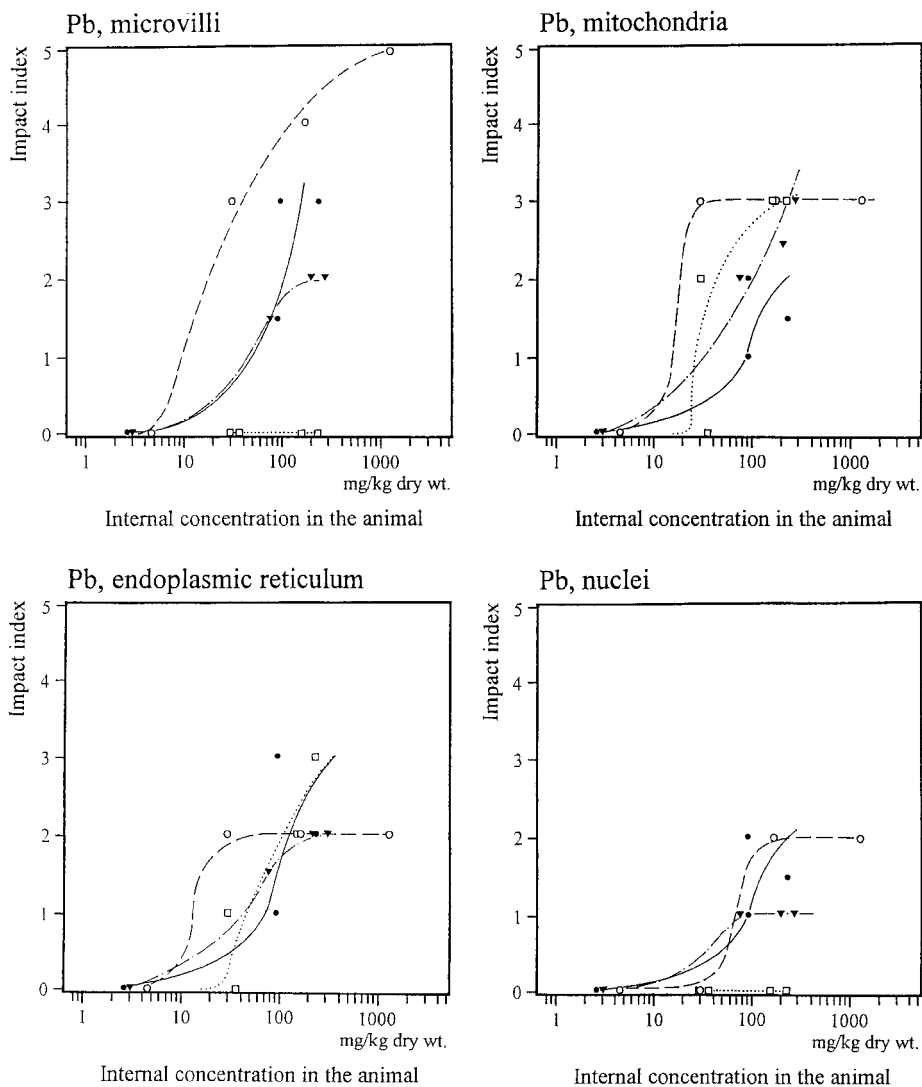 Pb, microvilli
Impact index
5
4
3
2
1
0
1 10 100 1000
mg/kg dry wt.
Internal concentration in the animal
Pb, mitochondria
Impact index
5
4
3
2
1
0
1 10 100 1000
mg/kg dry wt.
Internal concentration in the animal
Pb, endoplasmic reticulum
Impact index
5
4
3
2
1
0
1 10 100 1000
mg/kg dry wt.
Internal concentration in the animal
Pb, nuclei
Impact index
5
4
3
2
1
0
1 10 100 1000
mg/kg dry wt.
Internal concentration in the animal